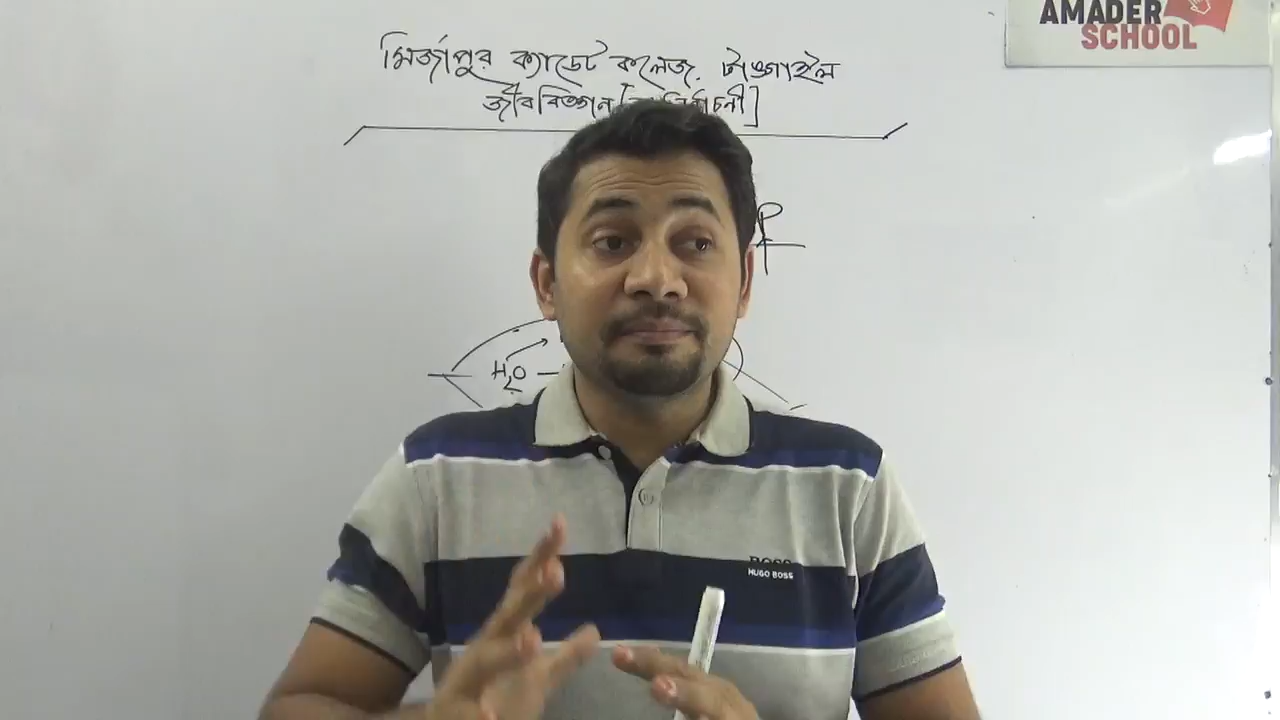 AMADER
SCHOOL
মির্জাপুর ক্যাডেট কলেজ, টাঙ্গাইল
জীববিজ্ঞান
P
H₂O
BOSS
HUGO BOSS